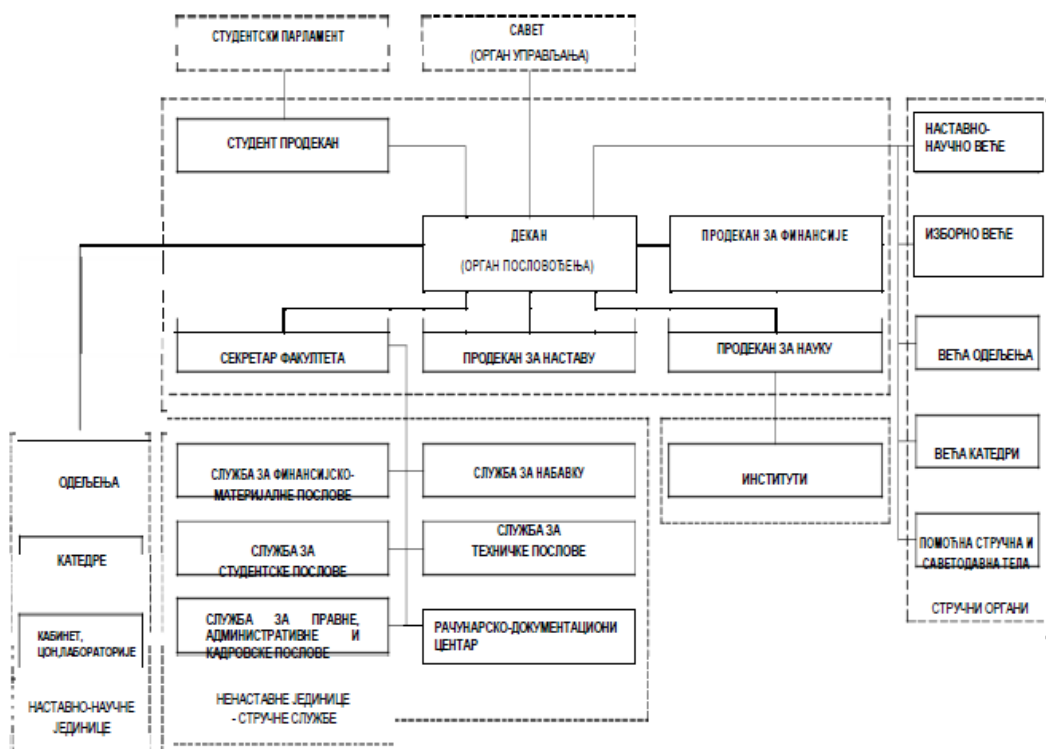 СТУДЕНТСКИ ПАРЛАМЕНТ
САВЕТ
(ОРГАН УПРАВЉАЊА)
СТУДЕНТ ПРОДЕКАН
НАСТАВНО-
НАУЧНО ВЕЋЕ
ДЕКАН
(ОРГАН ПОСЛОВОЂЕЊА)
ПРОДЕКАН ЗА ФИНАНСИЈЕ
ИЗБОРНО ВЕЋЕ
СЕКРЕТАР ФАКУЛТЕТА
ПРОДЕКАН ЗА НАСТАВУ
ПРОДЕКАН ЗА НАУКУ
ВЕЋА ОДЕЉЕЊА
ОДЕЉЕЊА
СЛУЖБА ЗА ФИНАНСИЈСКО-
МАТЕРИЈАЛНЕ ПОСЛОВЕ
СЛУЖБА ЗА НАБАВКУ
ИНСТИТУТИ
ВЕЋА КАТЕДРИ
КАТЕДРЕ
СЛУЖБА ЗА
СТУДЕНТСКЕ ПОСЛОВЕ
СЛУЖБА ЗА
ТЕХНИЧКЕ ПОСЛОВЕ
ПОМОЋНА СТРУЧНА И
САВЕТОДАВНА ТЕЛА
СТРУЧНИ ОРГАНИ
КАБИНЕТ,
ЦОН,ЛАБОРАТОРИЈЕ
СЛУЖБА ЗА ПРАВНЕ,
АДМИНИСТРАТИВНЕ И
КАДРОВСКЕ ПОСЛОВЕ
РАЧУНАРСКО-ДОКУМЕНТАЦИОНИ
ЦЕНТАР
НАСТАВНО-НАУЧНЕ
ЈЕДИНИЦЕ
НЕНАСТАВНЕ ЈЕДИНИЦЕ
- СТРУЧНЕ СЛУЖБЕ